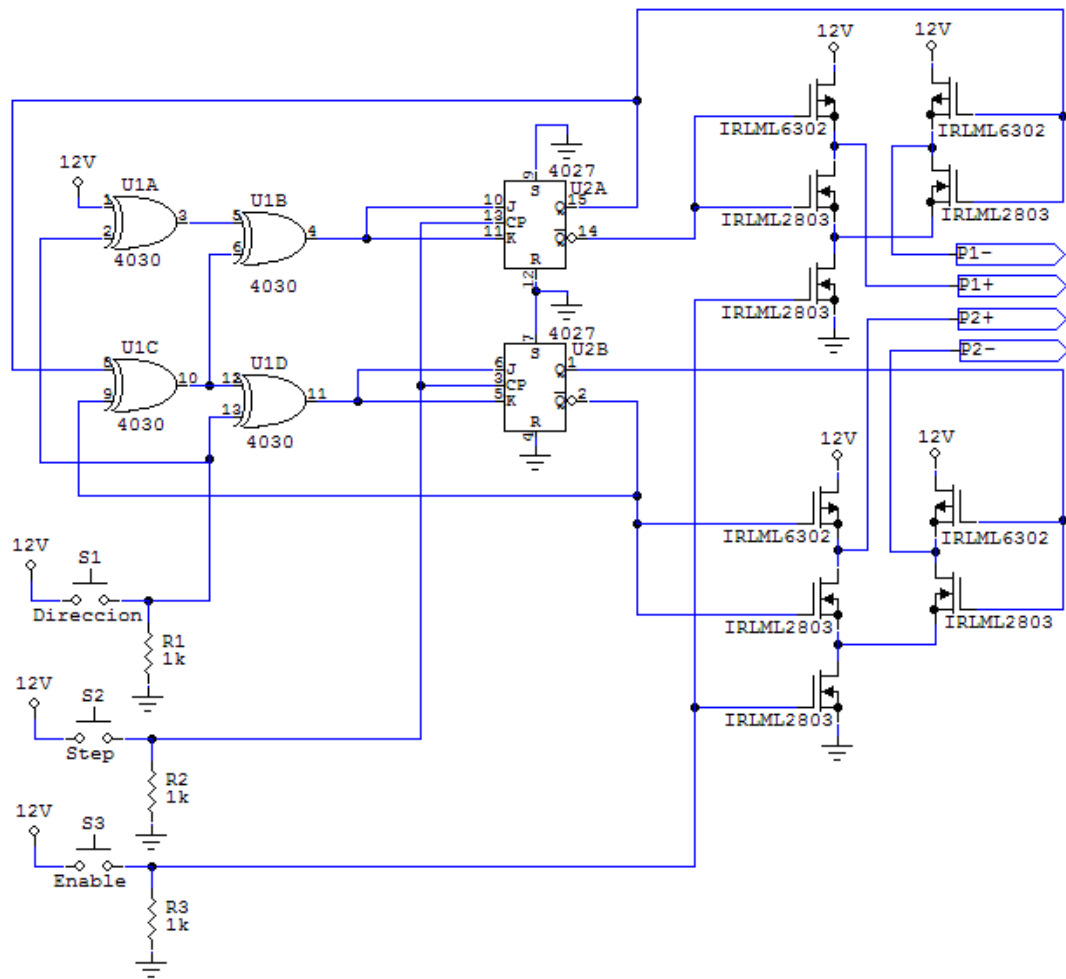 12V
12V
IRLML6302
IRLML6302
12V
U1A
1
2
3
4030
U1B
5
6
4
4030
4027
U2A
9
S
10
J
13
CP
11
K
Q
15
Q
14
R
12
IRLML2803
IRLML2803
P1-
P1+
P2+
P2-
IRLML2803
U1C
8
9
10
4030
U1D
12
13
11
4030
4027
U2B
7
S
6
J
3
CP
5
K
Q
1
Q
2
R
4
12V
12V
IRLML6302
IRLML6302
IRLML2803
IRLML2803
IRLML2803
12V
S1
Direccion
R1
1k
12V
S2
Step
R2
1k
12V
S3
Enable
R3
1k